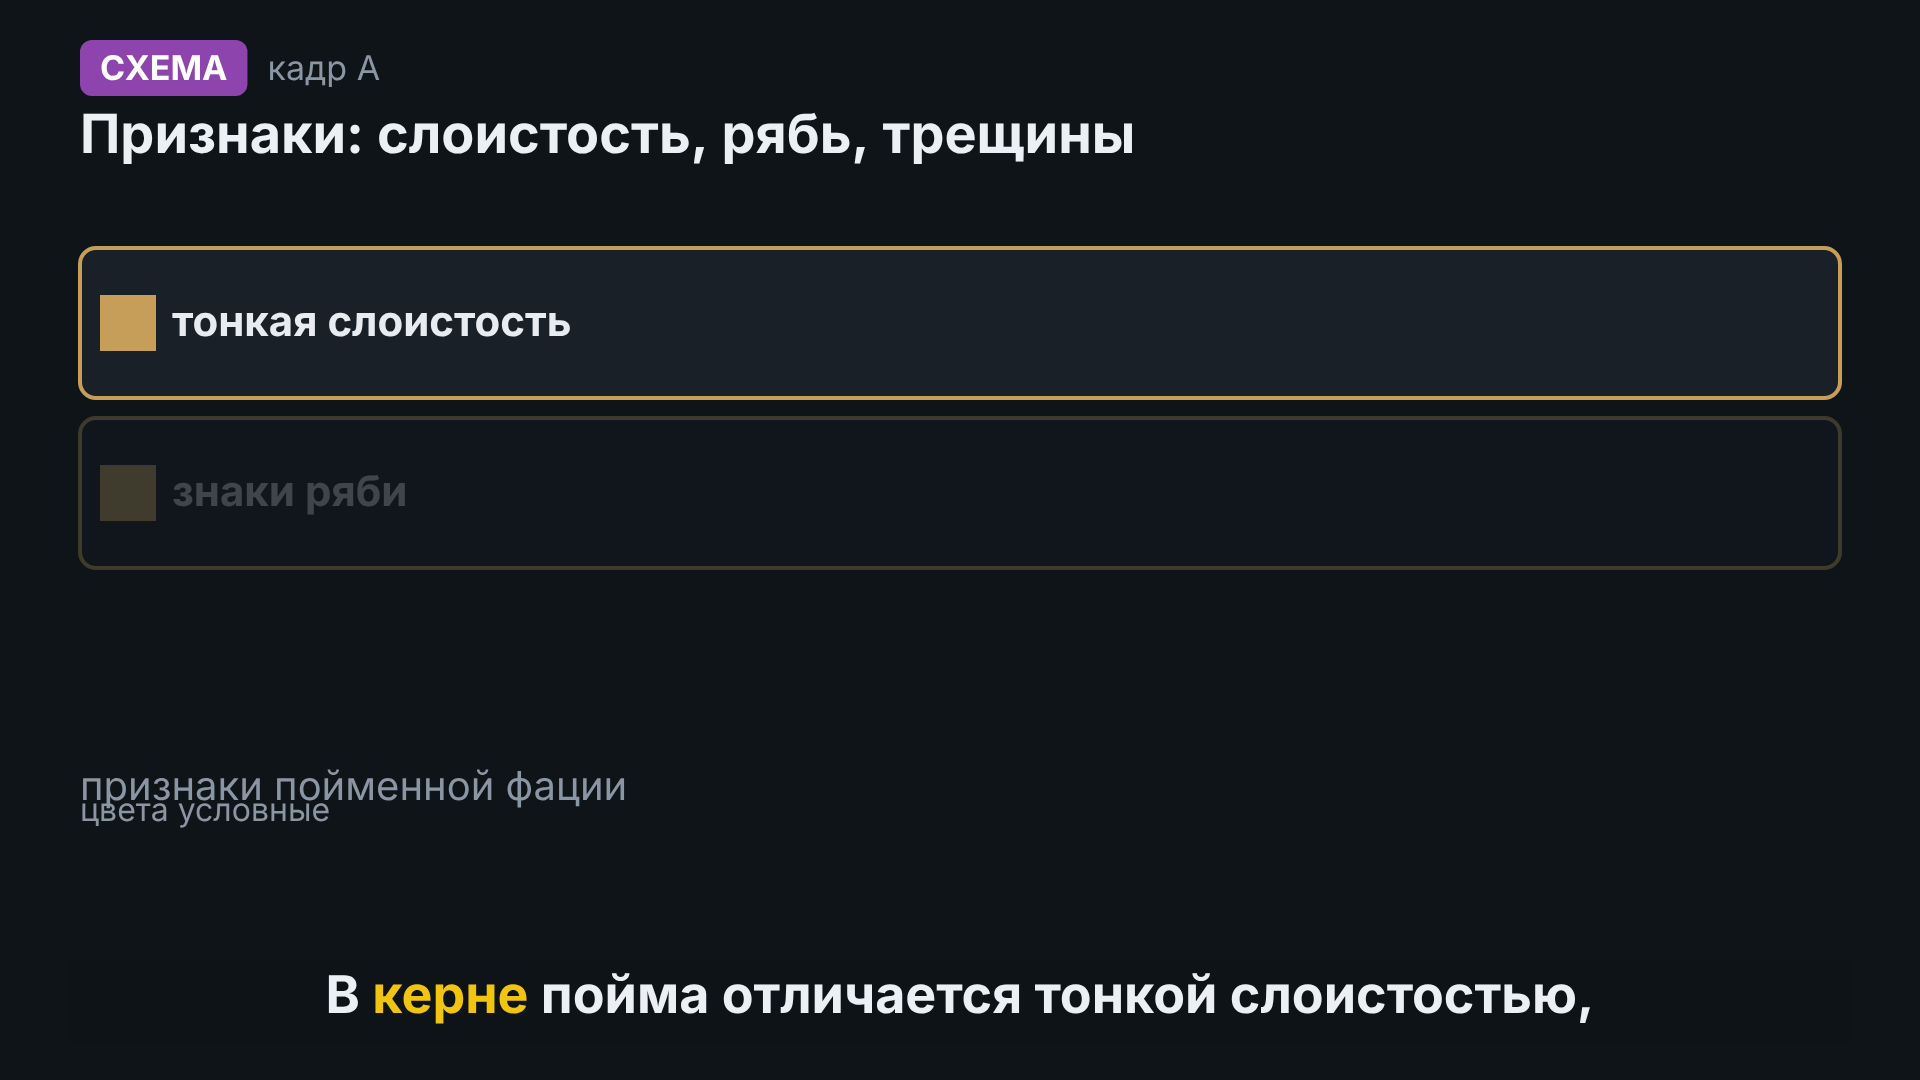 СХЕМА кадр А
Признаки: слоистость, рябь, трещины
тонкая слоистость
знаки ряби
признаки пойменной фации
цвета условные
В керне пойма отличается тонкой слоистостью,